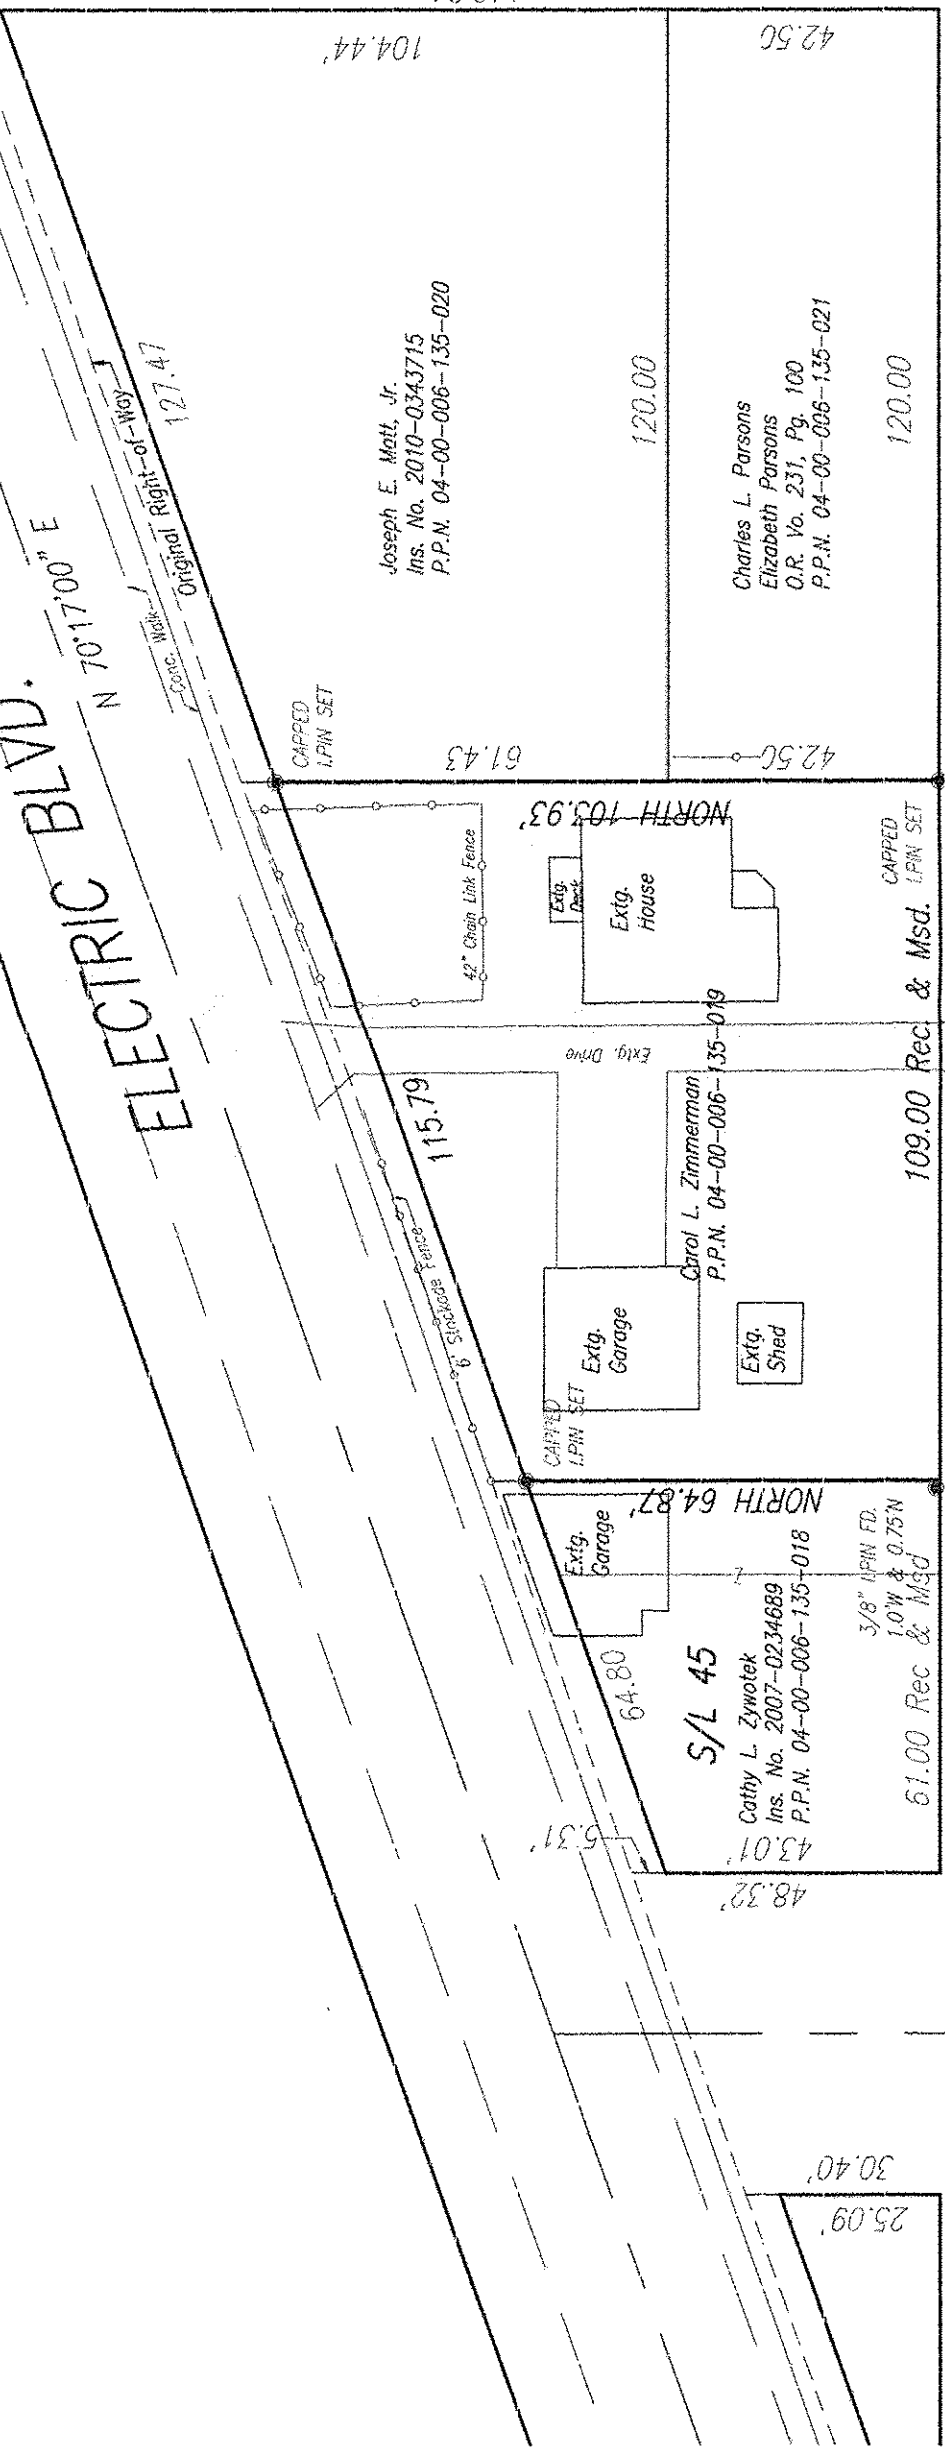 ELECTRIC BLVD.
N 70°17'00" E
Conc. Walk
Original Right-of-Way
127.47
104.44'
42.50
Joseph E. Mott, Jr.
Ins. No. 2010-0343715
P.P.N. 04-00-006-135-020
120.00
Charles L. Parsons
Elizabeth Parsons
O.R. Vo. 231, Pg. 100
P.P.N. 04-00-006-135-021
120.00
CAPPED
I.PIN SET
61.43
42.50
NORTH 103.93'
42" Chain Link Fence
Extg.
Deck
Extg.
House
CAPPED
I.PIN SET
Extg. Drive
115.79
6' Stockade Fence
Carol L. Zimmerman
P.P.N. 04-00-006-135-019
109.00 Rec. & Msd.
Extg.
Garage
Extg.
Shed
CAPPED
I.PIN SET
NORTH 64.87'
Extg.
Garage
64.80
S/L 45
Cathy L. Zywotek
Ins. No. 2007-0234689
P.P.N. 04-00-006-135-018
3/8" I.PIN FD.
1.0'W & 0.75'N
61.00 Rec & Msd
5.31'
43.01'
48.32'
30.40'
25.09'